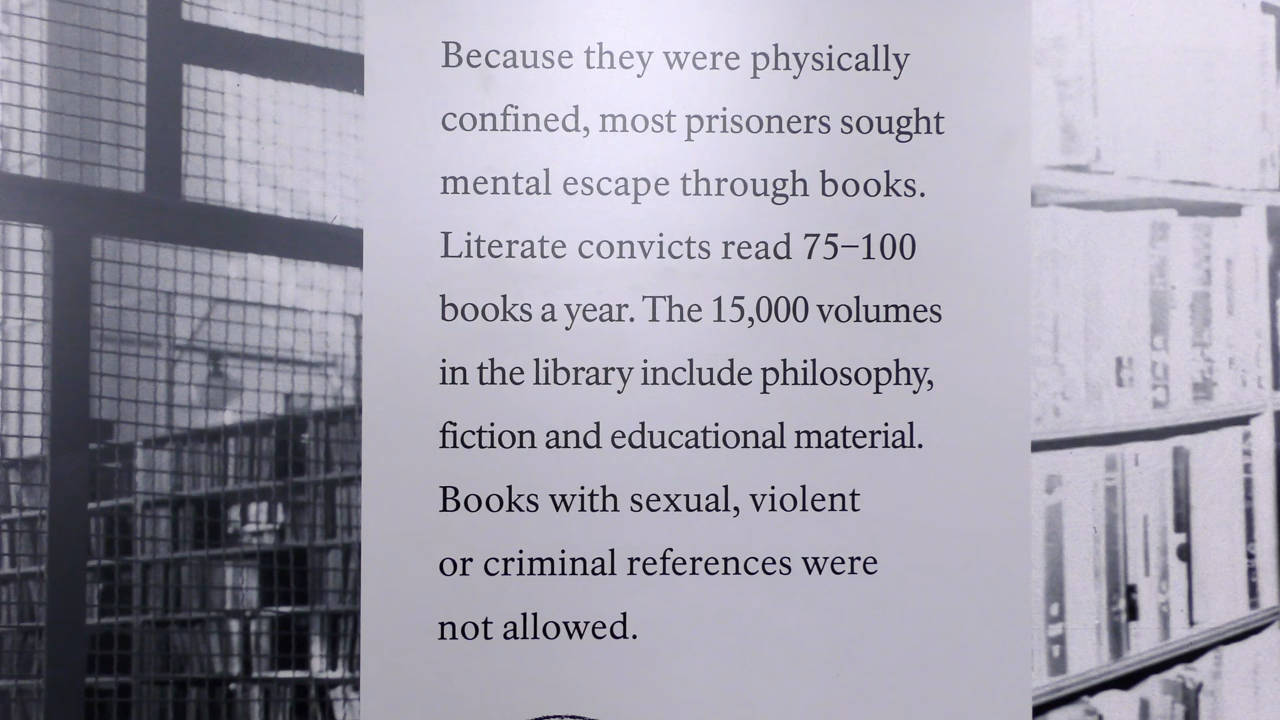 Because they were physically
confined, most prisoners sought
mental escape through books.
Literate convicts read 75–100
books a year. The 15,000 volumes
in the library include philosophy,
fiction and educational material.
Books with sexual, violent
or criminal references were
not allowed.